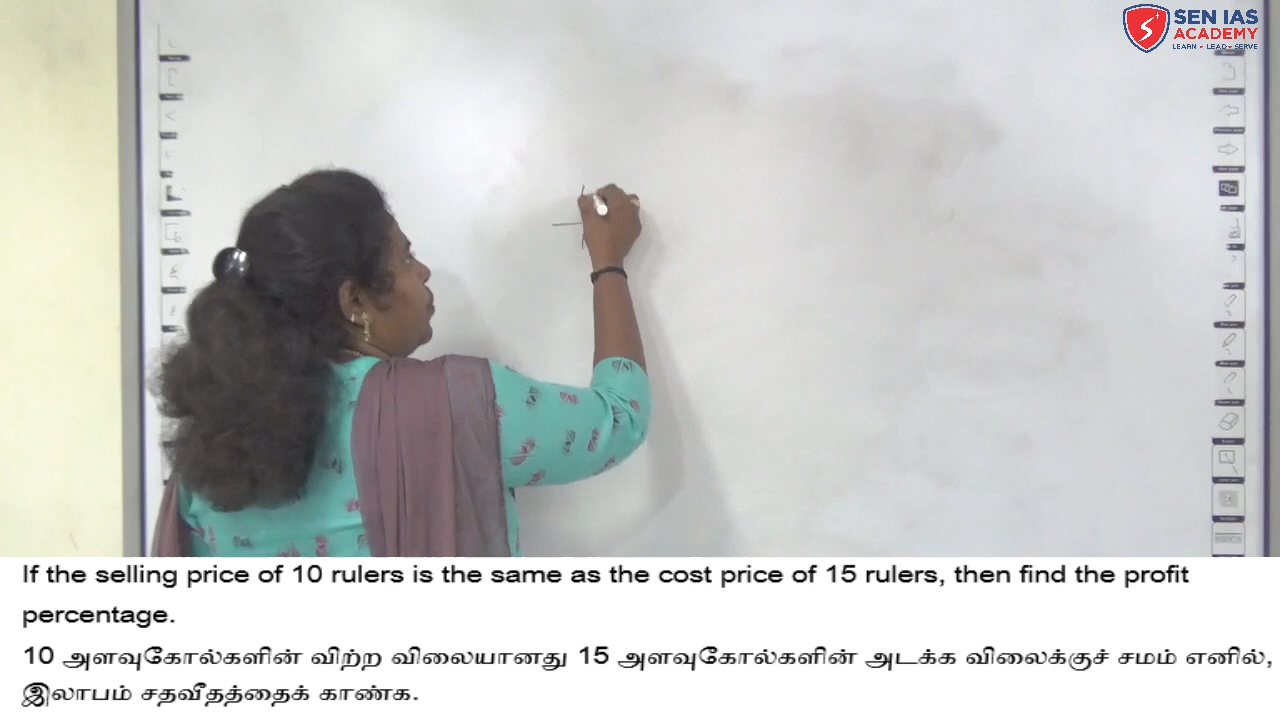 SEN IAS
ACADEMY
LEARN • LEAD • SERVE
If the selling price of 10 rulers is the same as the cost price of 15 rulers, then find the profit
percentage.
10 அளவுகோல்களின் விற்ற விலையானது 15 அளவுகோல்களின் அடக்க விலைக்குச் சமம் எனில்,
இலாபம் சதவீதத்தைக் காண்க.